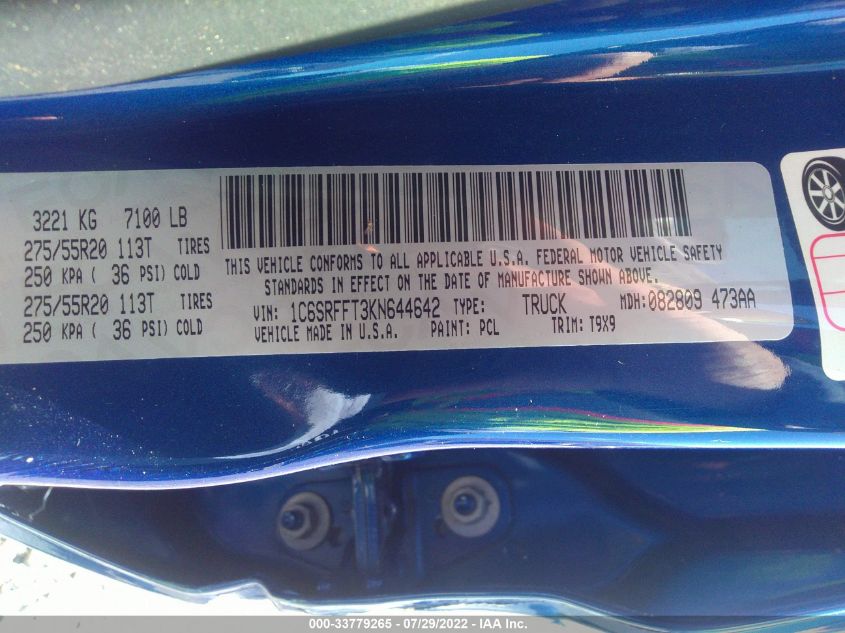 3221 KG 7100 LB
275/55R20 113T TIRES
250 KPA ( 36 PSI) COLD
275/55R20 113T TIRES
250 KPA ( 36 PSI) COLD
THIS VEHICLE CONFORMS TO ALL APPLICABLE U.S.A. FEDERAL MOTOR VEHICLE SAFETY
STANDARDS IN EFFECT ON THE DATE OF MANUFACTURE SHOWN ABOVE.
VIN: 1C6SRFFT3KN644642 TYPE: TRUCK MDH: 082809 473AA
VEHICLE MADE IN U.S.A. PAINT: PCL TRIM: T9X9
000-33779265 - 07/29/2022 - IAA Inc.